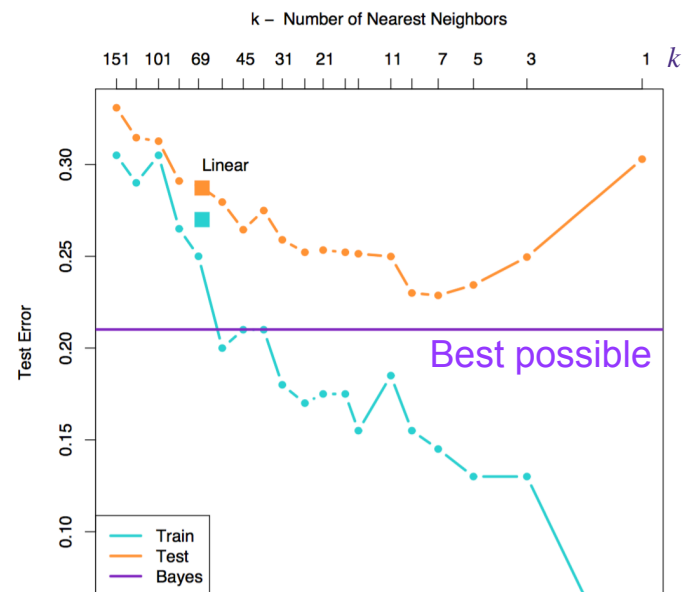 k – Number of Nearest Neighbors
151 101 69 45 31 21 11 7 5 3 1 k
Linear
0.30
0.25
0.20
0.15
0.10
Test Error
Best possible
Train
Test
Bayes